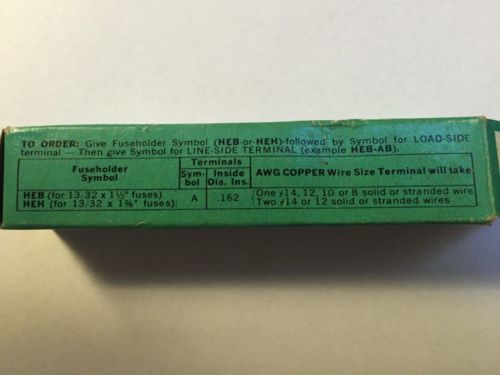 TO ORDER: Give Fuseholder Symbol (HEB-or-HEH)-followed by Symbol for LOAD-SIDE
terminal — Then give Symbol for LINE-SIDE TERMINAL (example HEB-AB).
Fuseholder
Symbol
Terminals
Sym-
bol
Inside
Dia. Ins.
AWG COPPER Wire Size Terminal will take
HEB (for 13/32 x 1½" fuses)
HEH (for 13/32 x 1⅜" fuses)
A
.162
One #14, 12, 10 or 8 solid or stranded wire
Two #14 or 12 solid or stranded wires